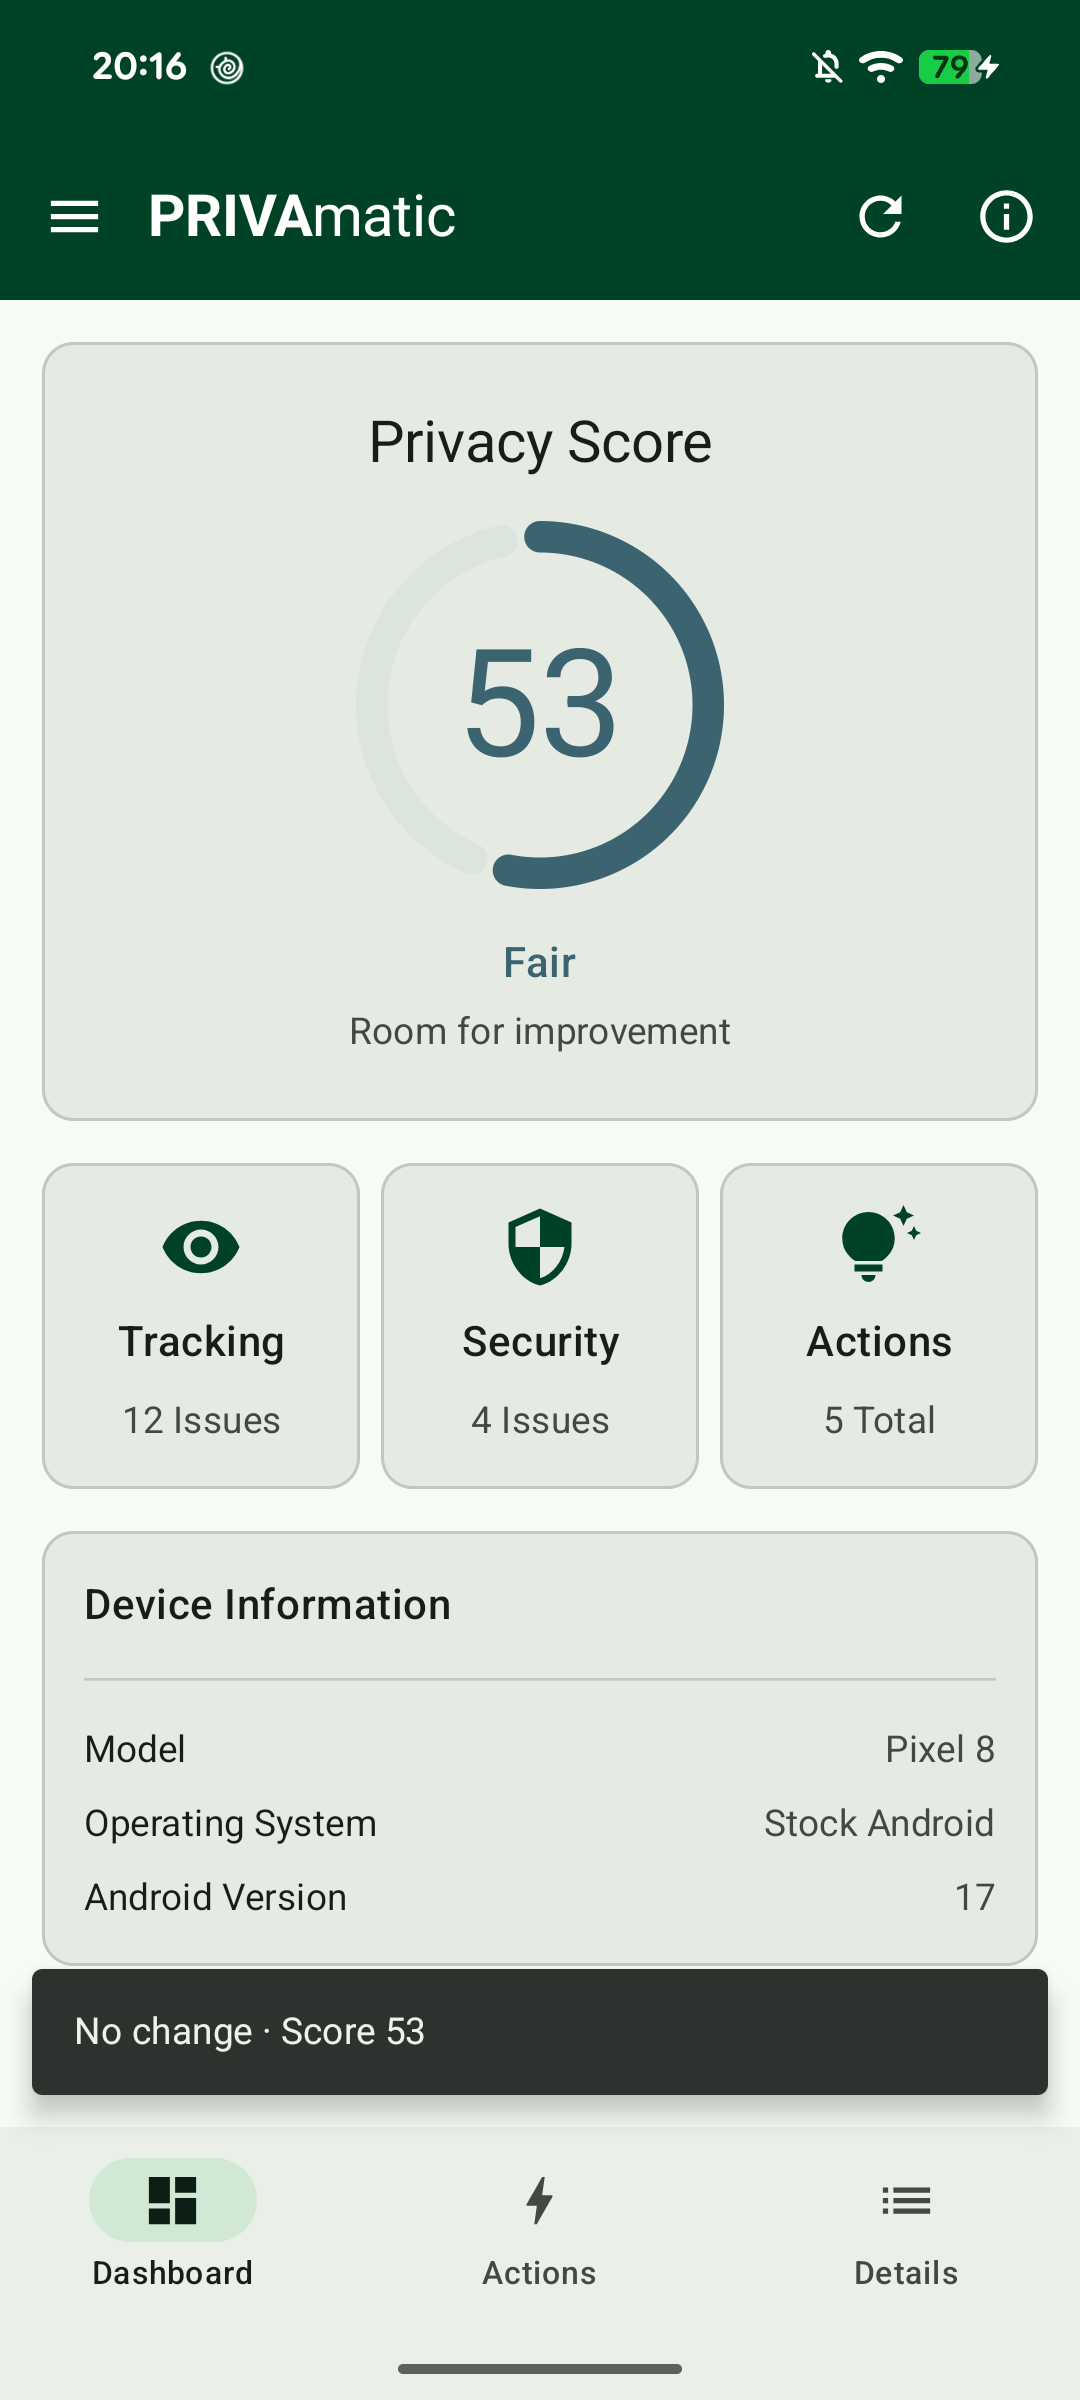 20:16
79
PRIVAmatic
Privacy Score
53
Fair
Room for improvement
Tracking
12 Issues
Security
4 Issues
Actions
5 Total
Device Information
Model Pixel 8
Operating System Stock Android
Android Version 17
No change · Score 53
Dashboard Actions Details